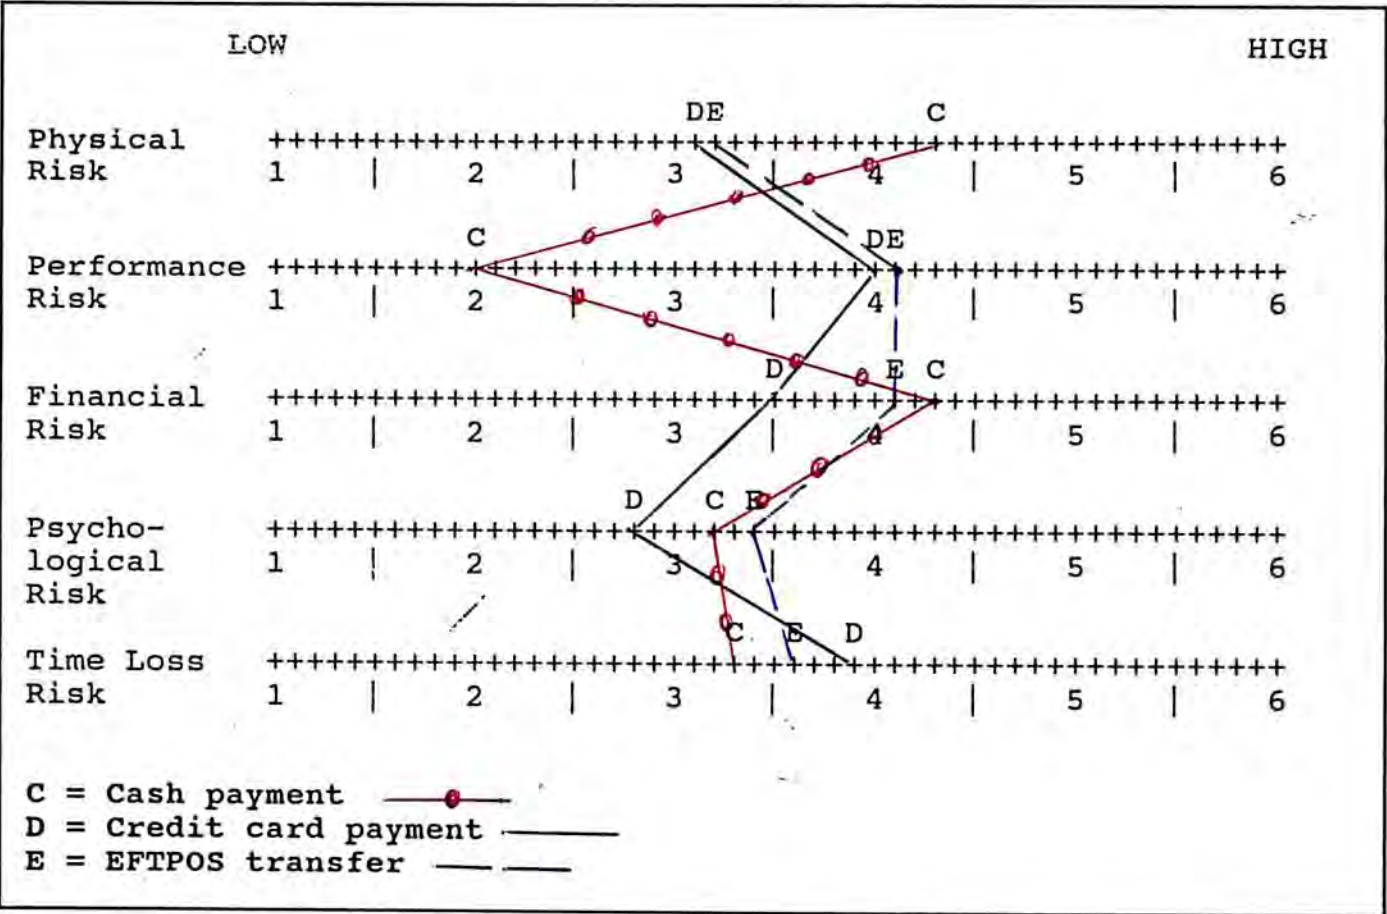 LOW HIGH
DE C
Physical
Risk 1 2 3 4 5 6
C DE
Performance
Risk 1 2 3 4 5 6
D E C
Financial
Risk 1 2 3 4 5 6
D C E
Psycho-
logical 1 2 3 4 5 6
Risk
C E D
Time Loss
Risk 1 2 3 4 5 6
C = Cash payment
D = Credit card payment
E = EFTPOS transfer